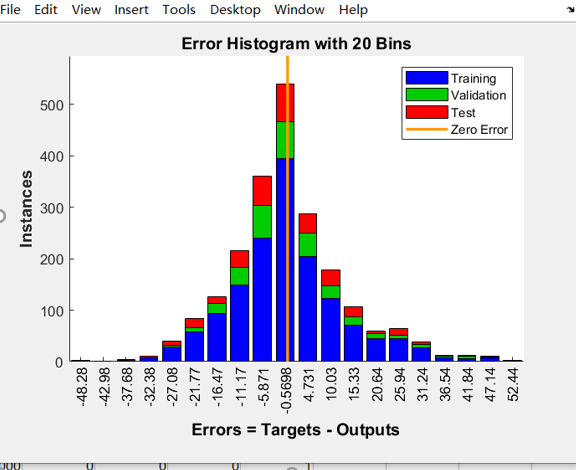 File Edit View Insert Tools Desktop Window Help
Error Histogram with 20 Bins
Training
Validation
Test
Zero Error
500
400
300
200
100
0
Instances
-48.28 -42.98 -37.68 -32.38 -27.08 -21.77 -16.47 -11.17 -5.871 -0.5698 4.731 10.03 15.33 20.64 25.94 31.24 36.54 41.84 47.14 52.44
Errors = Targets - Outputs